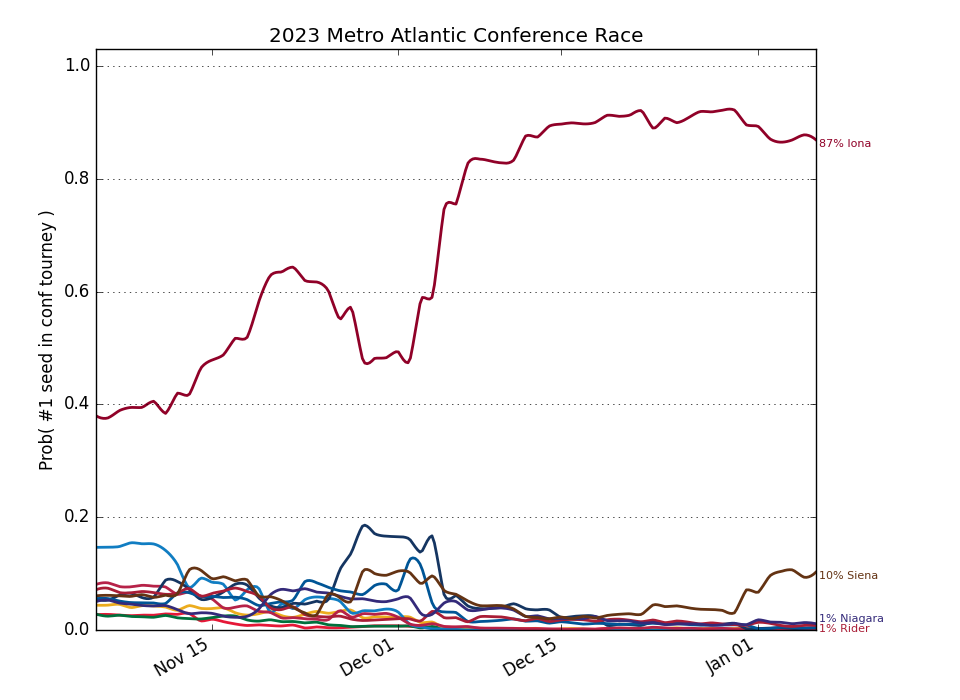 2023 Metro Atlantic Conference Race
Prob( #1 seed in conf tourney )
1.0
0.8
0.6
0.4
0.2
0.0
Nov 15
Dec 01
Dec 15
Jan 01
87% Iona
10% Siena
1% Niagara
1% Rider